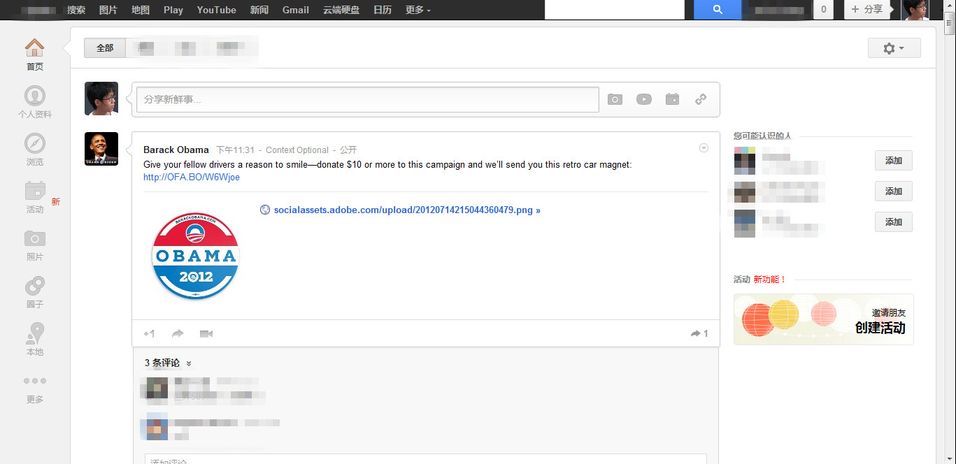 搜索 图片 地图 Play YouTube 新闻 Gmail 云端硬盘 日历 更多
0 + 分享
首页
个人资料
浏览
活动 新
照片
圈子
本地
更多
全部
分享新鲜事...
Barack Obama 下午11:31 - Context Optional - 公开
Give your fellow drivers a reason to smile—donate $10 or more to this campaign and we'll send you this retro car magnet:
http://OFA.BO/W6Wjoe
socialassets.adobe.com/upload/20120714215044360479.png »
BARACKOBAMA.COM
OBAMA
2012
+1
1
3 条评论
添加评论
您可能认识的人
添加
添加
添加
活动 新功能！
邀请朋友
创建活动